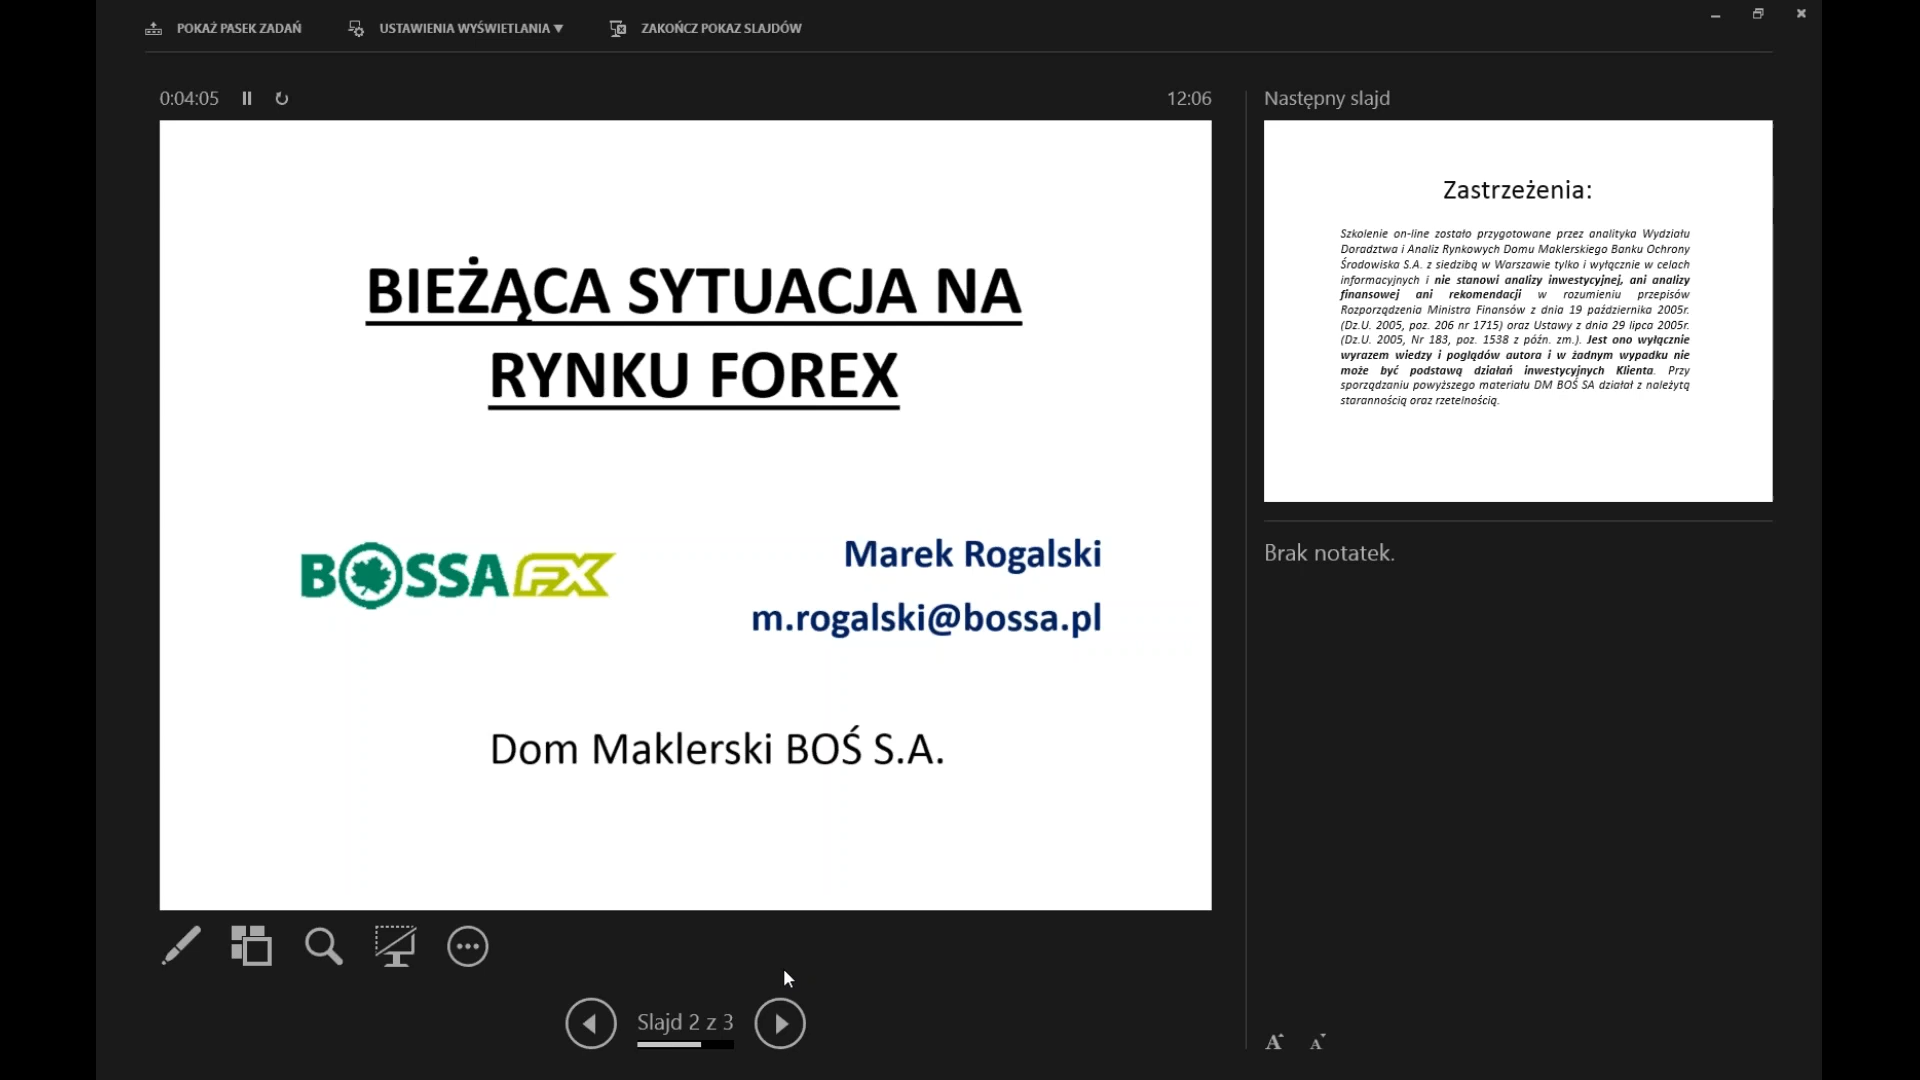 POKAŻ PASEK ZADAŃ
USTAWIENIA WYŚWIETLANIA
ZAKOŃCZ POKAZ SLAJDÓW
0:04:05
12:06
BIEŻĄCA SYTUACJA NA
RYNKU FOREX
BOSSA FX
Marek Rogalski
m.rogalski@bossa.pl
Dom Maklerski BOŚ S.A.
Slajd 2 z 3
Następny slajd
Zastrzeżenia:
Szkolenie on-line zostało przygotowane przez analityka Wydziału
Doradztwa i Analiz Rynkowych Domu Maklerskiego Banku Ochrony
Środowiska S.A. z siedzibą w Warszawie tylko i wyłącznie w celach
informacyjnych i nie stanowi analizy inwestycyjnej, ani analizy
finansowej ani rekomendacji w rozumieniu przepisów
Rozporządzenia Ministra Finansów z dnia 19 października 2005r.
(Dz.U. 2005, poz. 206 nr 1715) oraz Ustawy z dnia 29 lipca 2005r.
(Dz.U. 2005, Nr 183, poz. 1538 z późn. zm.). Jest ono wyłącznie
wyrazem wiedzy i poglądów autora i w żadnym wypadku nie
może być podstawą działań inwestycyjnych Klienta. Przy
sporządzaniu powyższego materiału DM BOŚ SA działał z należytą
starannością oraz rzetelnością.
Brak notatek.
A A